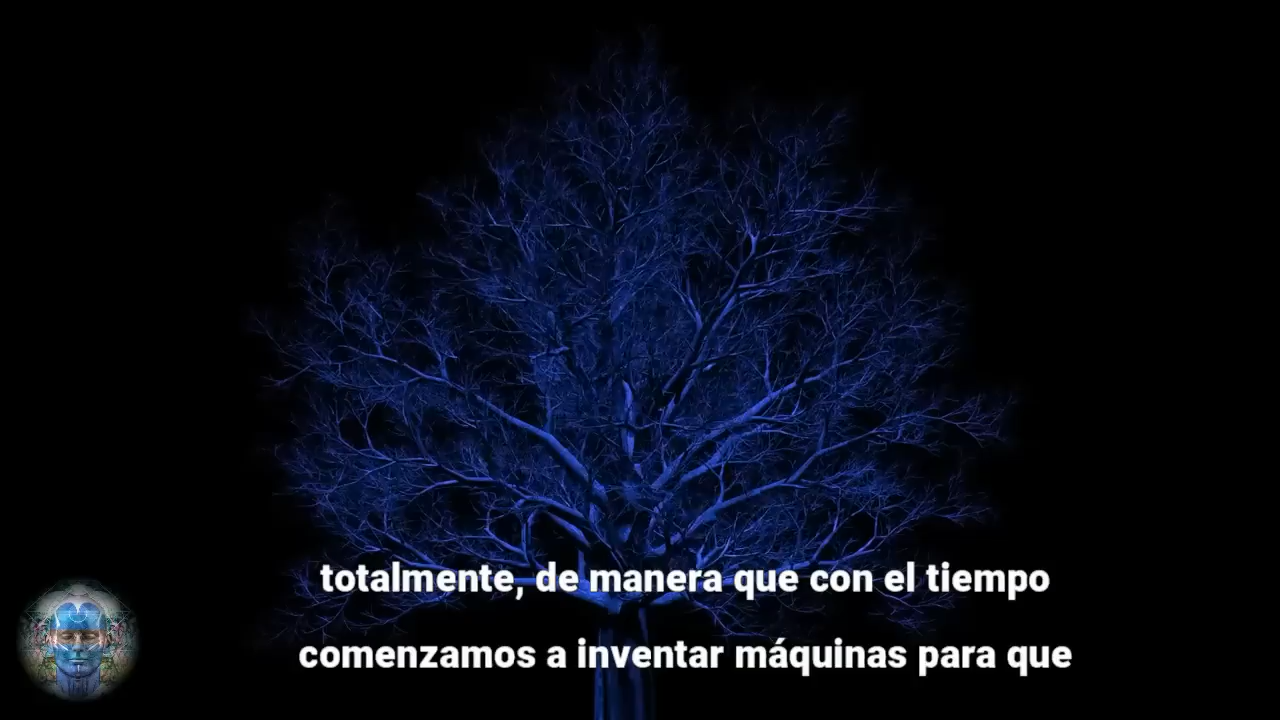 totalmente, de manera que con el tiempo
comenzamos a inventar máquinas para que